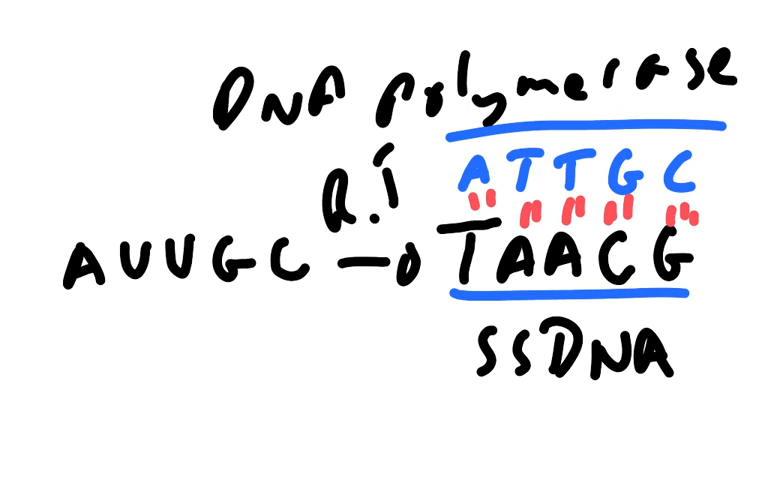 DNA polymerase
R.T ATTGC
AUUGC → TAACG
SSDNA